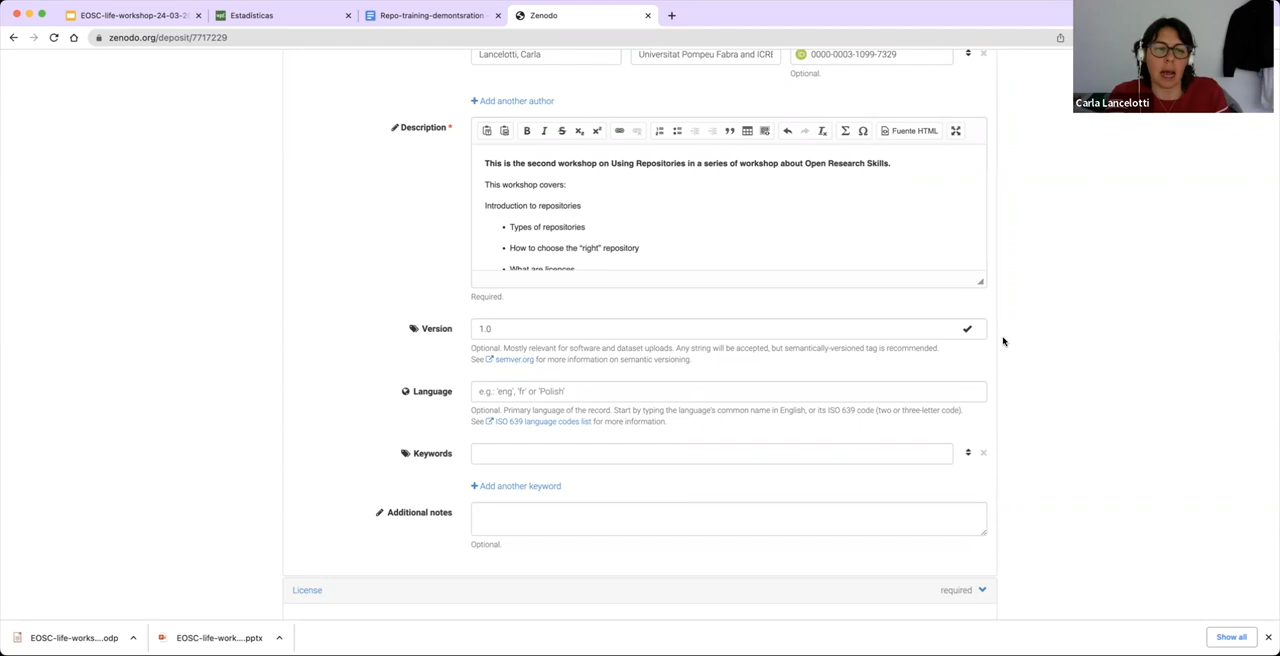 EOSC-life-workshop-24-03-2
Estadísticas
Repo-training-demontsration
Zenodo
zenodo.org/deposit/7717229
Carla Lancelotti
Lancelotti, Carla
Universitat Pompeu Fabra and ICRE
0000-0003-1099-7329
Optional.
Add another author
Description *
Fuente HTML
This is the second workshop on Using Repositories in a series of workshop about Open Research Skills.
This workshop covers:
Introduction to repositories
• Types of repositories
• How to choose the "right" repository
• What are licences
Required.
Version
1.0
Optional. Mostly relevant for software and dataset uploads. Any string will be accepted, but semantically-versioned tag is recommended.
See semver.org for more information on semantic versioning.
Language
e.g.: 'eng', 'fr' or 'Polish'
Optional. Primary language of the record. Start by typing the language's common name in English, or its ISO 639 code (two or three-letter code).
See ISO 639 language codes list for more information.
Keywords
Add another keyword
Additional notes
Optional.
License
required
EOSC-life-works....odp
EOSC-life-work....pptx
Show all